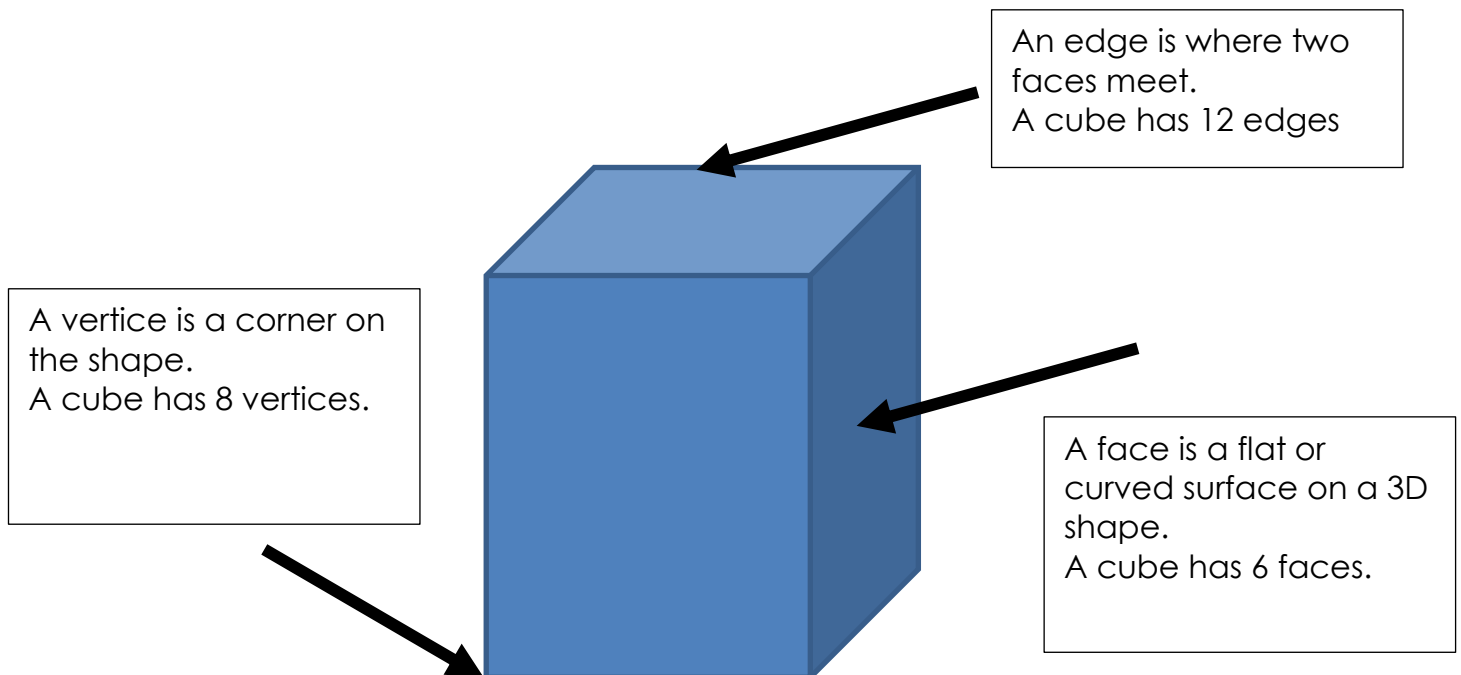 An edge is where two
faces meet.
A cube has 12 edges
A vertice is a corner on
the shape.
A cube has 8 vertices.
A face is a flat or
curved surface on a 3D
shape.
A cube has 6 faces.